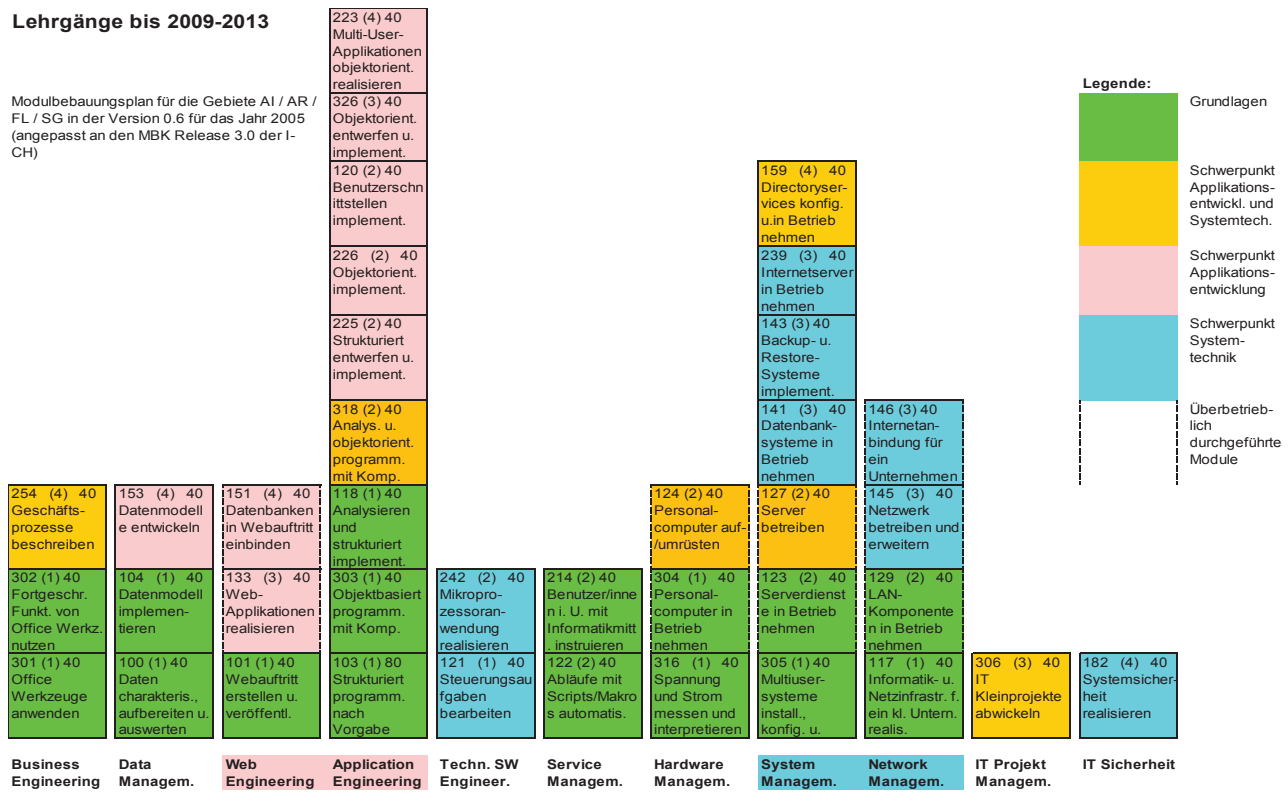 Lehrgänge bis 2009-2013
Modulbebauungsplan für die Gebiete AI / AR /
FL / SG in der Version 0.6 für das Jahr 2005
(angepasst an den MBK Release 3.0 der I-
CH)
254 (4) 40
Geschäfts-
prozesse
beschreiben
302 (1) 40
Fortgeschr.
Funkt. von
Office Werkz.
nutzen
301 (1) 40
Office
Werkzeuge
anwenden
Business
Engineering
153 (4) 40
Datenmodell
e entwickeln
104 (1) 40
Datenmodell
implemen-
tieren
100 (1) 40
Daten
charakteris.,
aufbereiten u.
auswerten
Data
Managem.
151 (4) 40
Datenbanken
in Webauftritt
einbinden
133 (3) 40
Web-
Applikationen
realisieren
101 (1) 40
Webauftritt
erstellen u.
veröffentl.
Web
Engineering
223 (4) 40
Multi-User-
Applikationen
objektorient.
realisieren
326 (3) 40
Objektorient.
entwerfen u.
implement.
120 (2) 40
Benutzerschn
ittstellen
implement.
226 (2) 40
Objektorient.
implement.
225 (2) 40
Strukturiert
entwerfen u.
implement.
318 (2) 40
Analys. u.
objektorient.
programm.
mit Komp.
118 (1) 40
Analysieren
und
strukturiert
implement.
303 (1) 40
Objektbasiert
programm.
mit Komp.
103 (1) 80
Strukturiert
programm.
nach
Vorgabe
Application
Engineering
242 (2) 40
Mikropro-
zessoran-
wendung
realisieren
121 (1) 40
Steuerungsau
fgaben
bearbeiten
Techn. SW
Engineer.
214 (2) 40
Benutzer/inne
n i. U. mit
Informatikmitt
. instruieren
122 (2) 40
Abläufe mit
Scripts/Makro
s automatis.
Service
Managem.
124 (2) 40
Personal-
computer auf-
/umrüsten
304 (1) 40
Personal-
computer in
Betrieb
nehmen
316 (1) 40
Spannung
und Strom
messen und
interpretieren
Hardware
Managem.
159 (4) 40
Directoryser-
vices konfig.
u.in Betrieb
nehmen
239 (3) 40
Internetserver
in Betrieb
nehmen
143 (3) 40
Backup- u.
Restore-
Systeme
implement.
141 (3) 40
Datenbank-
systeme in
Betrieb
nehmen
127 (2) 40
Server
betreiben
123 (2) 40
Serverdienst
e in Betrieb
nehmen
305 (1) 40
Multiuser-
systeme
install.,
konfig. u.
System
Managem.
146 (3) 40
Internetan-
bindung für
ein
Unternehmen
145 (3) 40
Netzwerk
betreiben und
erweitern
129 (2) 40
LAN-
Komponente
n in Betrieb
nehmen
117 (1) 40
Informatik- u.
Netzinfrastr. f.
ein kl. Untern.
realis.
Network
Managem.
306 (3) 40
IT
Kleinprojekte
abwickeln
IT Projekt
Managem.
182 (4) 40
Systemsicher-
heit
realisieren
IT Sicherheit
Legende:
Grundlagen
Schwerpunkt
Applikations-
entwickl. und
Systemtech.
Schwerpunkt
Applikations-
entwicklung
Schwerpunkt
System-
technik
Überbetrieb-
lich
durchgeführte
Module